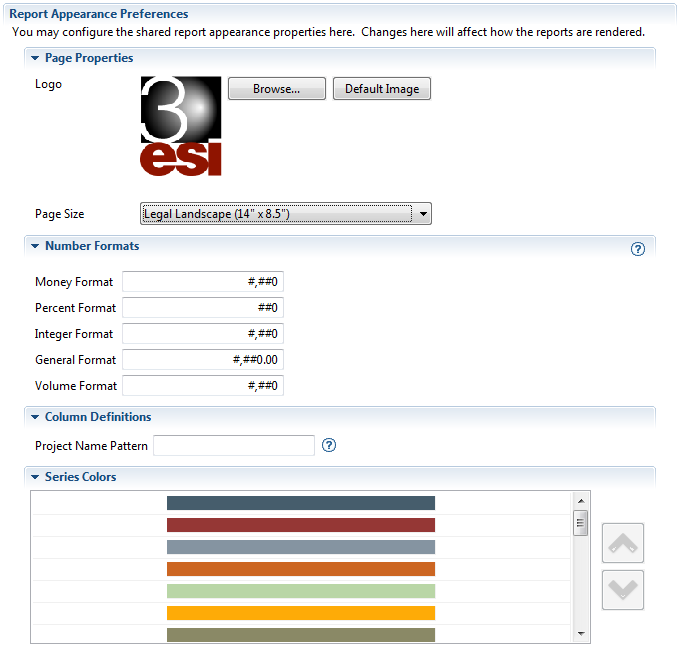 Report Appearance Preferences
You may configure the shared report appearance properties here. Changes here will affect how the reports are rendered.
Page Properties
Logo
3
esi
Browse...
Default Image
Page Size
Legal Landscape (14" x 8.5")
Number Formats
?
Money Format #,##0
Percent Format ##0
Integer Format #,##0
General Format #,##0.00
Volume Format #,##0
Column Definitions
Project Name Pattern
?
Series Colors